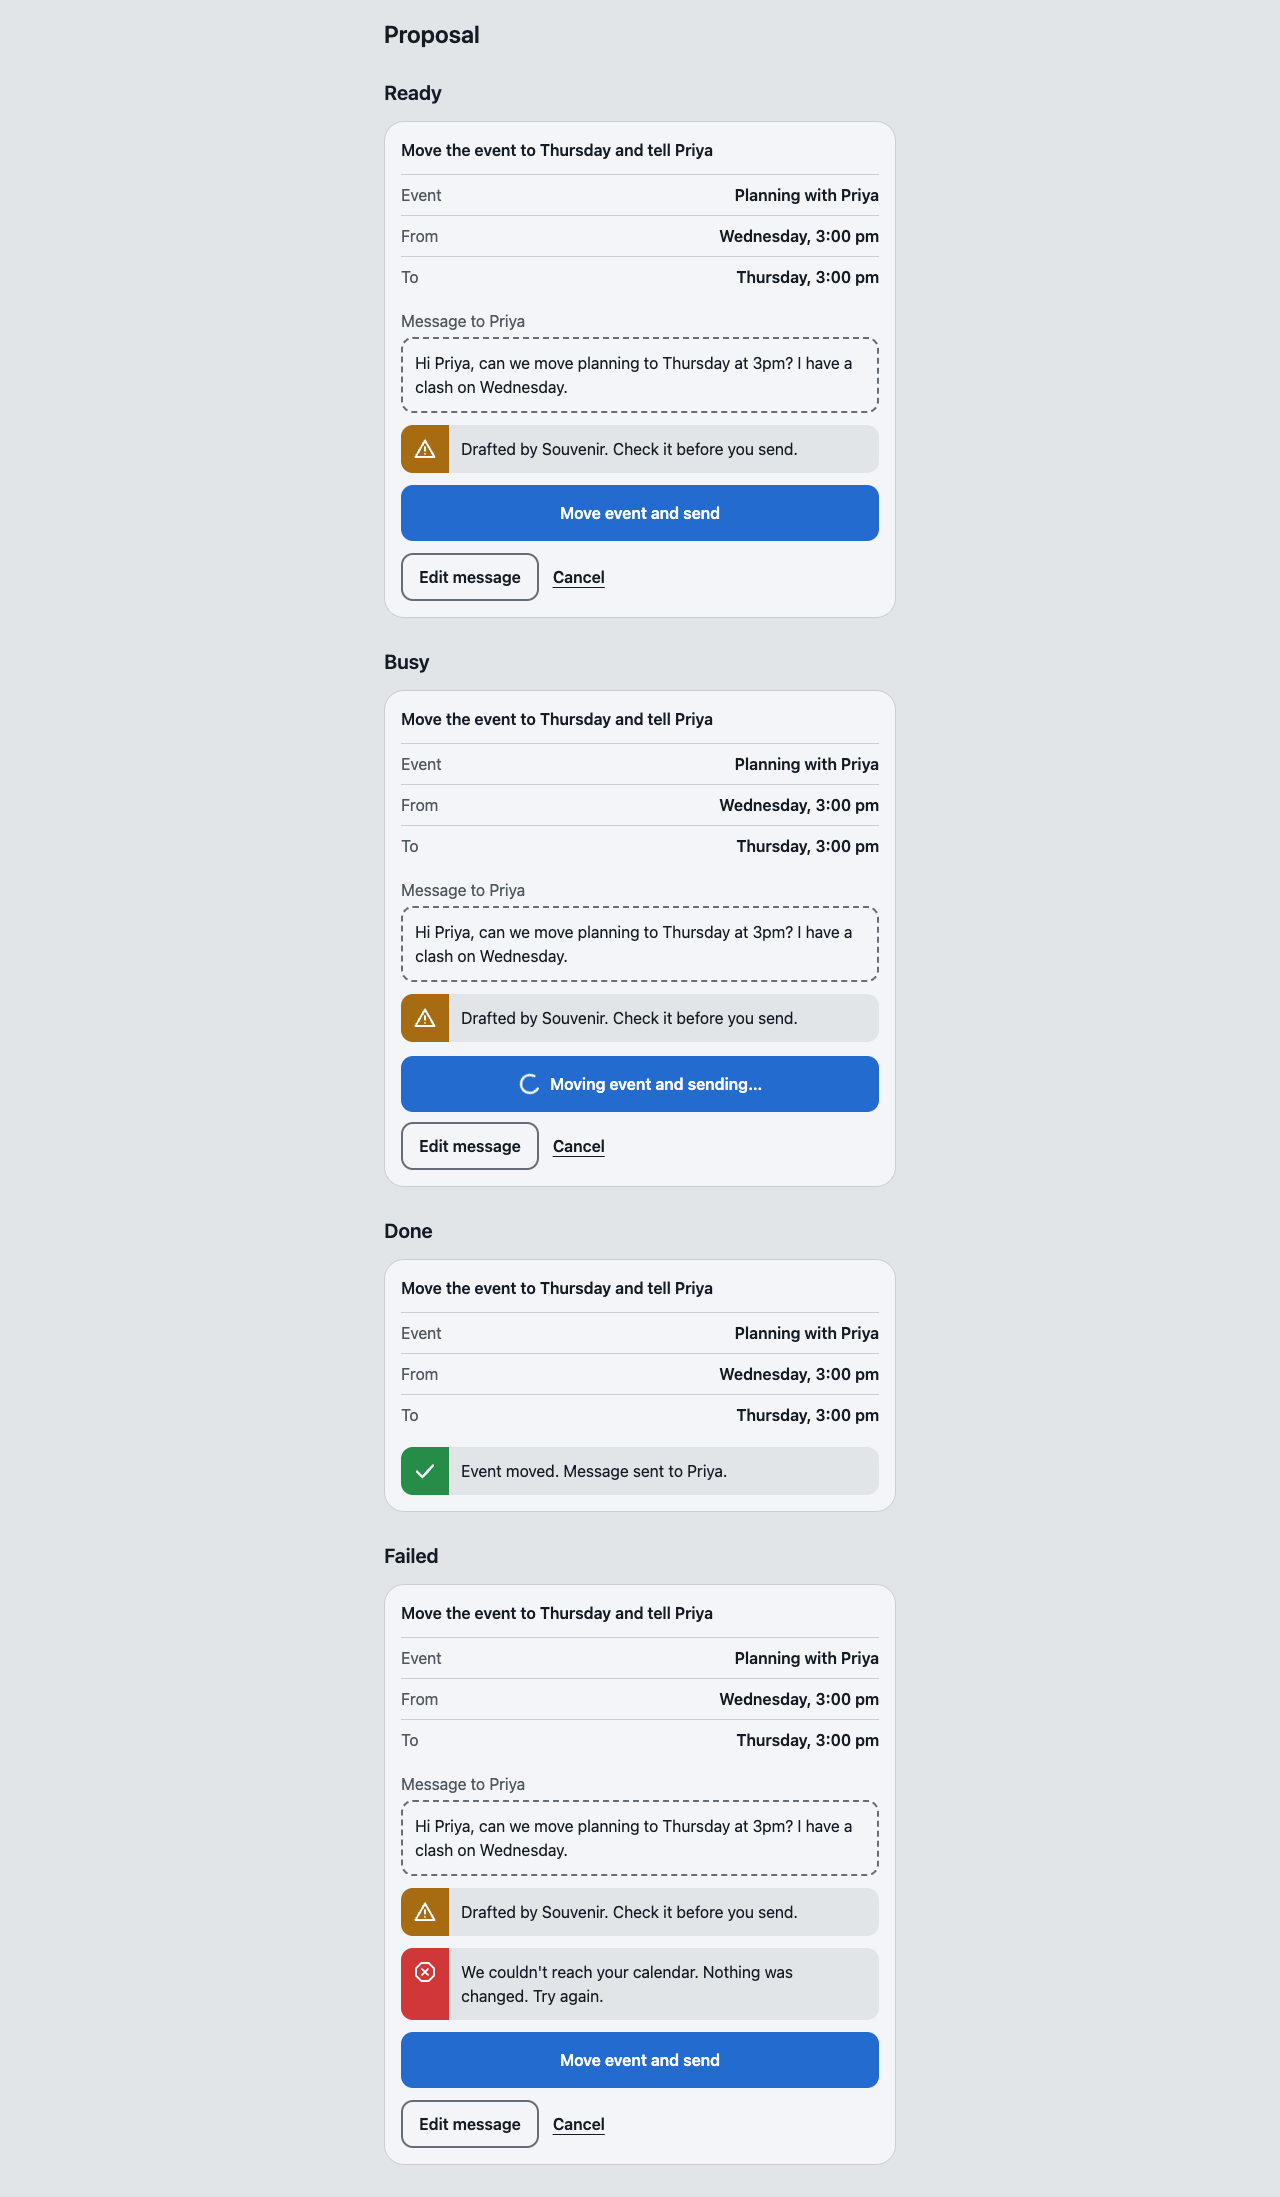 Proposal
Ready
Move the event to Thursday and tell Priya
Event Planning with Priya
From Wednesday, 3:00 pm
To Thursday, 3:00 pm
Message to Priya
Hi Priya, can we move planning to Thursday at 3pm? I have a
clash on Wednesday.
Drafted by Souvenir. Check it before you send.
Move event and send
Edit message Cancel
Busy
Move the event to Thursday and tell Priya
Event Planning with Priya
From Wednesday, 3:00 pm
To Thursday, 3:00 pm
Message to Priya
Hi Priya, can we move planning to Thursday at 3pm? I have a
clash on Wednesday.
Drafted by Souvenir. Check it before you send.
Moving event and sending...
Edit message Cancel
Done
Move the event to Thursday and tell Priya
Event Planning with Priya
From Wednesday, 3:00 pm
To Thursday, 3:00 pm
Event moved. Message sent to Priya.
Failed
Move the event to Thursday and tell Priya
Event Planning with Priya
From Wednesday, 3:00 pm
To Thursday, 3:00 pm
Message to Priya
Hi Priya, can we move planning to Thursday at 3pm? I have a
clash on Wednesday.
Drafted by Souvenir. Check it before you send.
We couldn't reach your calendar. Nothing was
changed. Try again.
Move event and send
Edit message Cancel